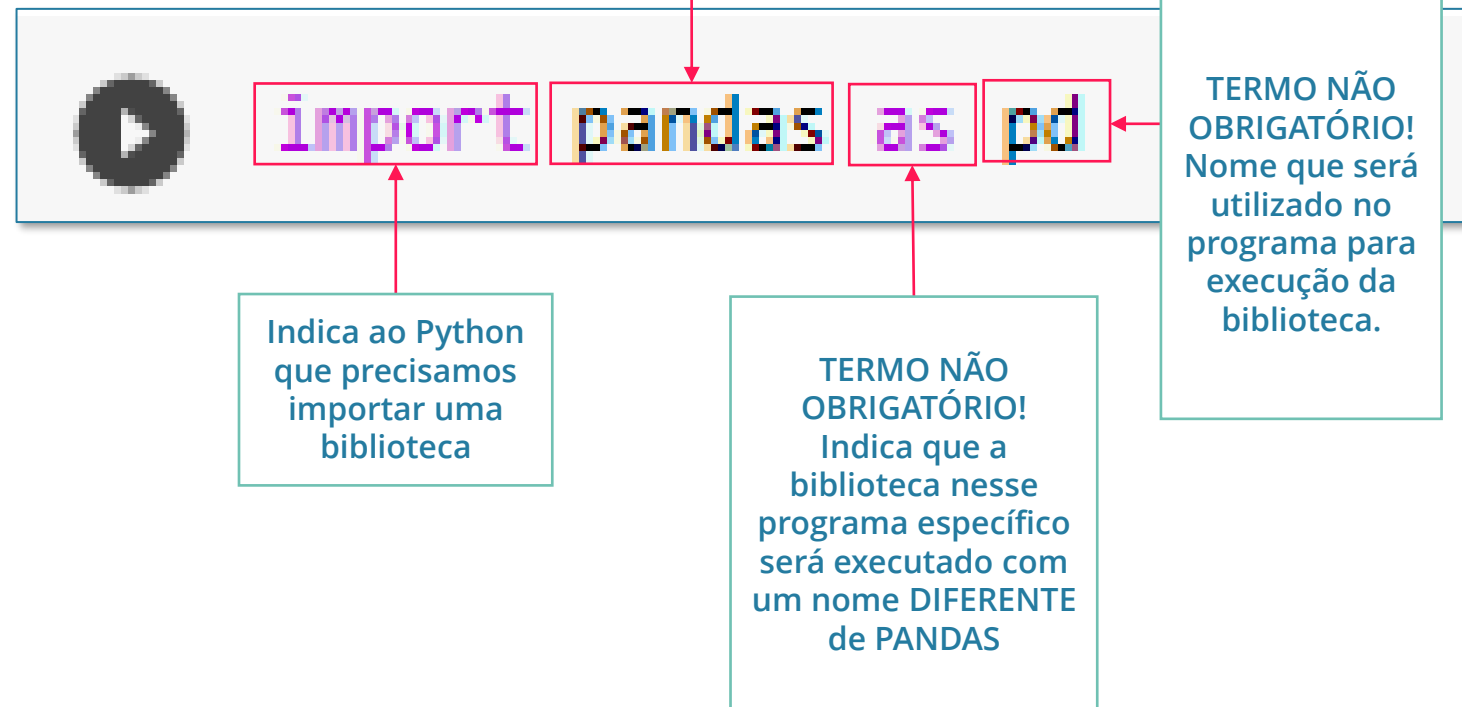 import pandas as pd
TERMO NÃO
OBRIGATÓRIO!
Nome que será
utilizado no
programa para
execução da
biblioteca.
Indica ao Python
que precisamos
importar uma
biblioteca
TERMO NÃO
OBRIGATÓRIO!
Indica que a
biblioteca nesse
programa específico
será executado com
um nome DIFERENTE
de PANDAS